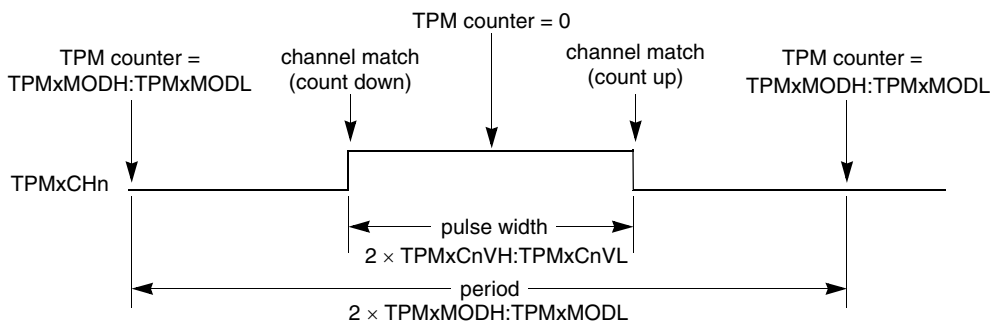 TPM counter = 0
TPM counter =
TPMxMODH:TPMxMODL
channel match
(count down)
channel match
(count up)
TPM counter =
TPMxMODH:TPMxMODL
TPMxCHn
pulse width
2 × TPMxCnVH:TPMxCnVL
period
2 × TPMxMODH:TPMxMODL